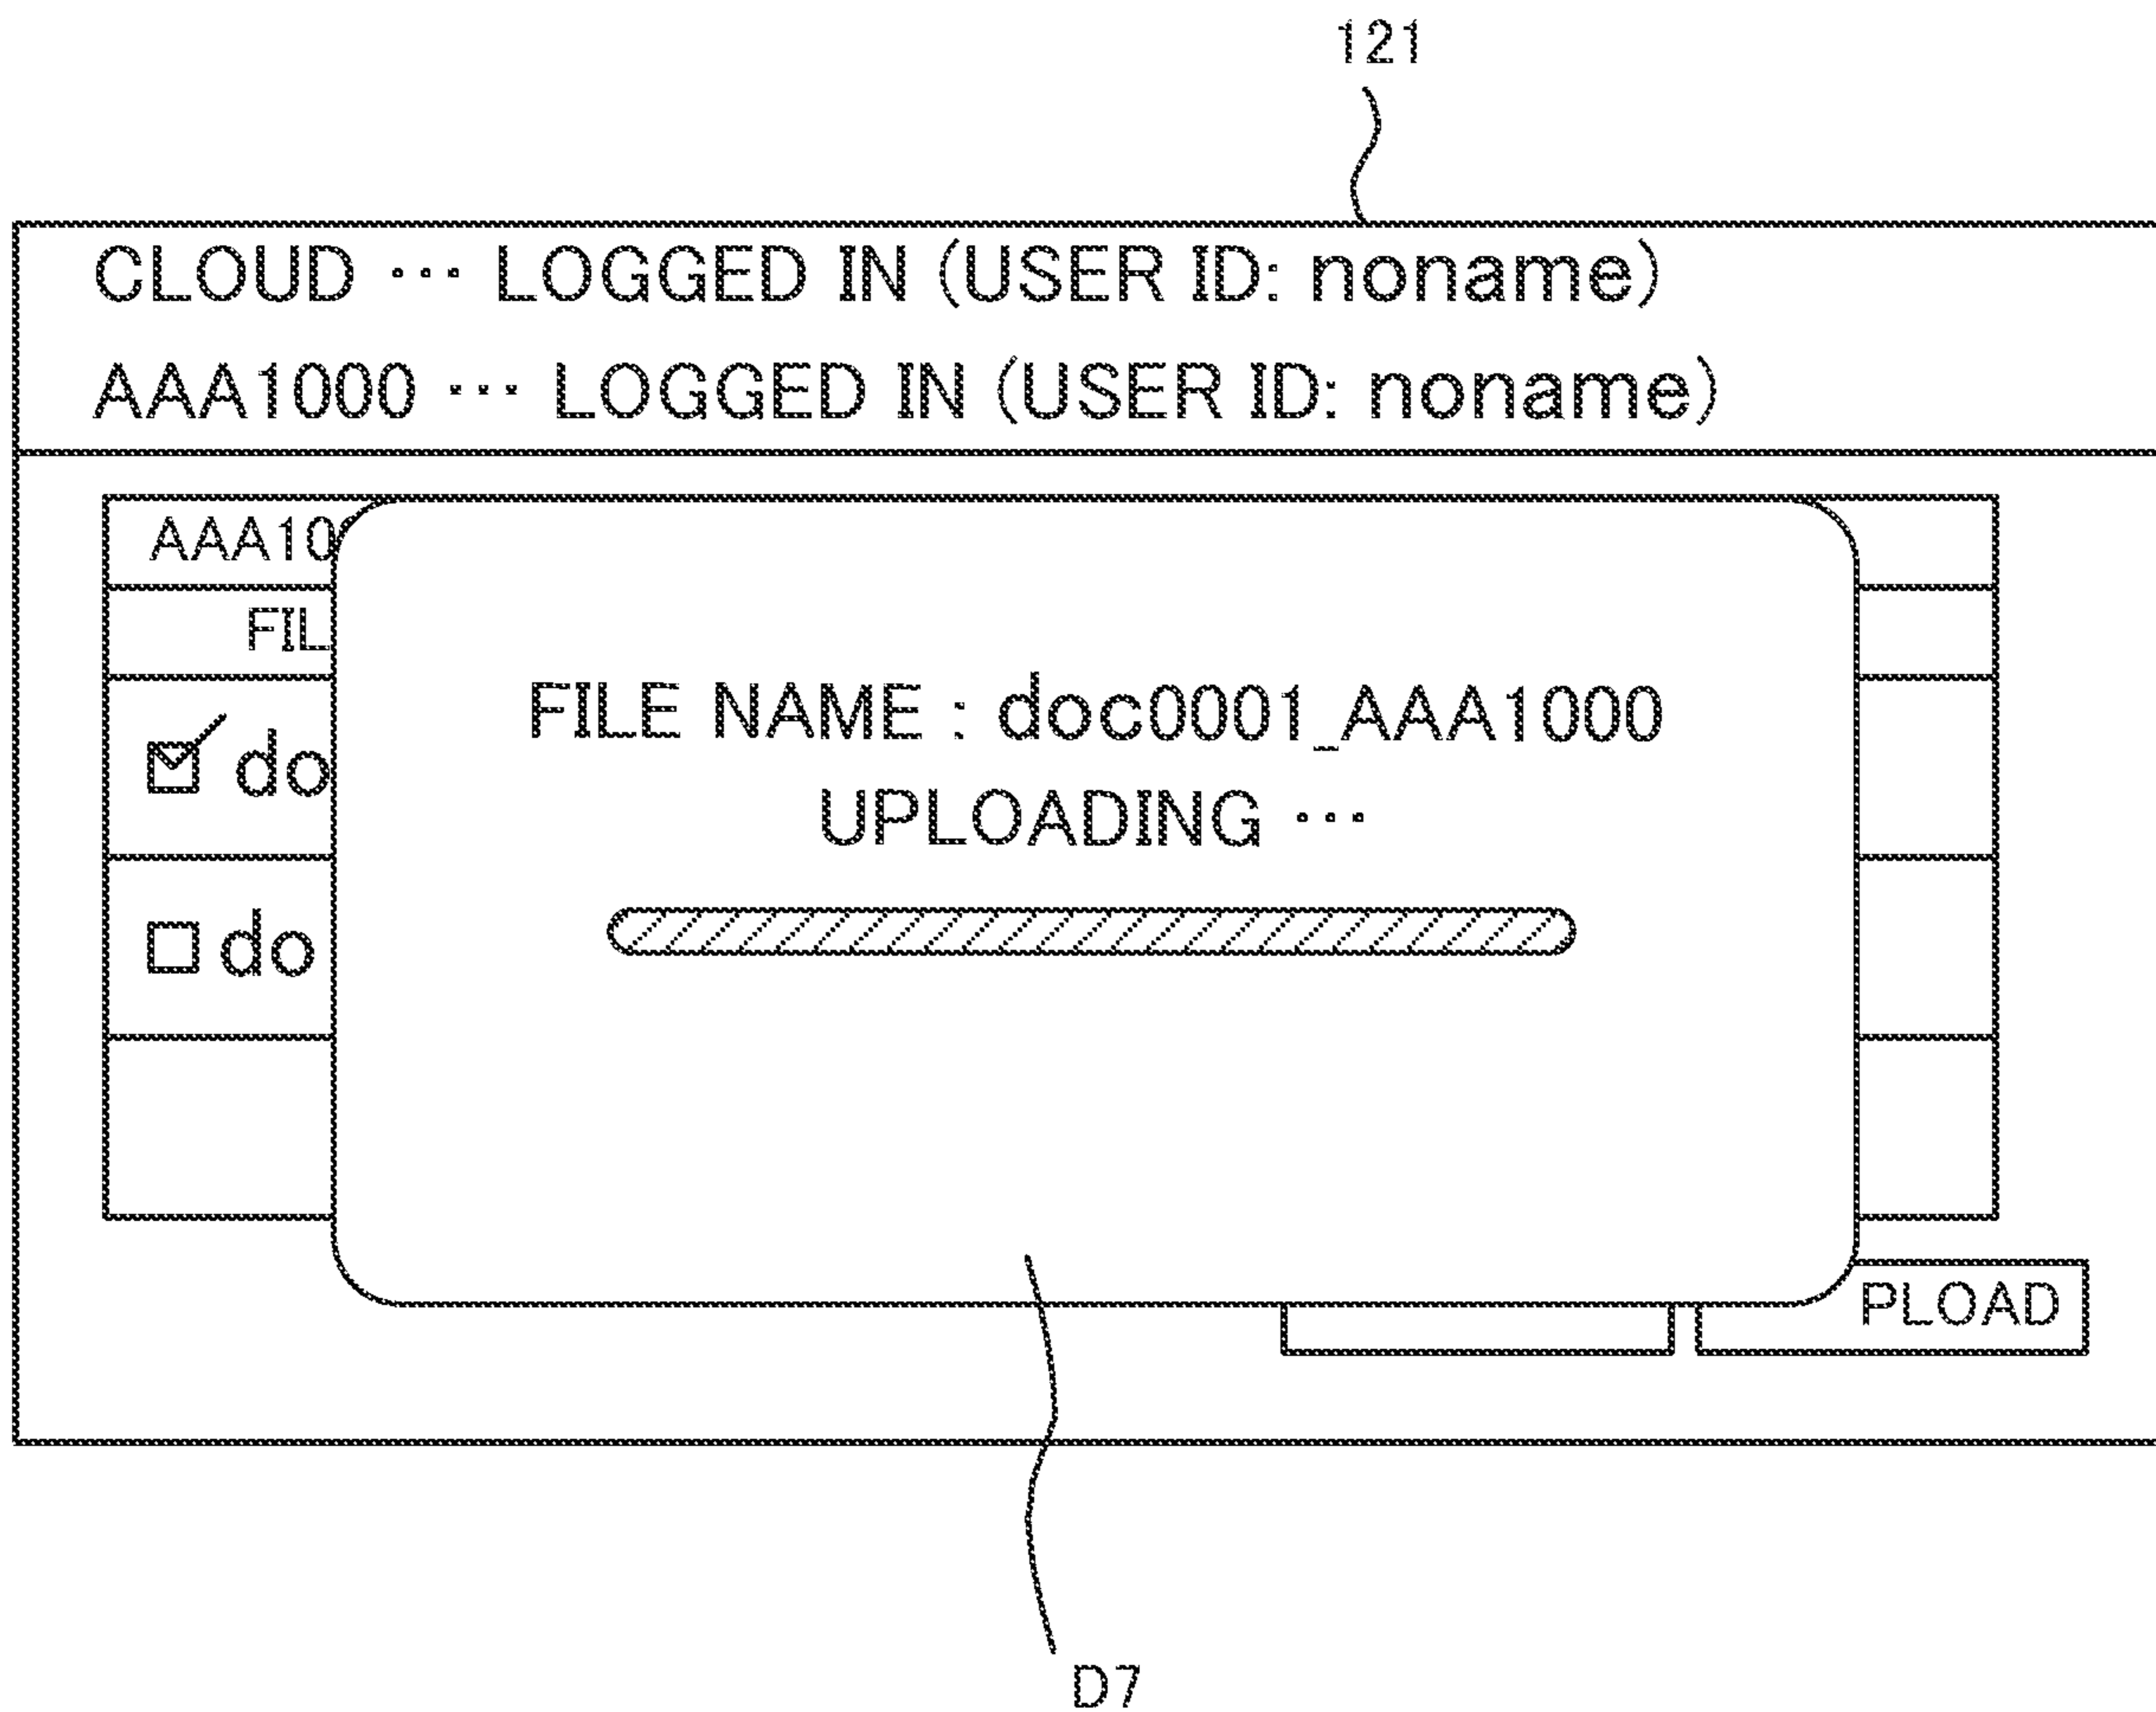 121
CLOUD ··· LOGGED IN (USER ID: noname)
AAA1000 ··· LOGGED IN (USER ID: noname)
AAA10
FIL
FILE NAME : doc0001_AAA1000
do
UPLOADING ···
do
PLOAD
D7